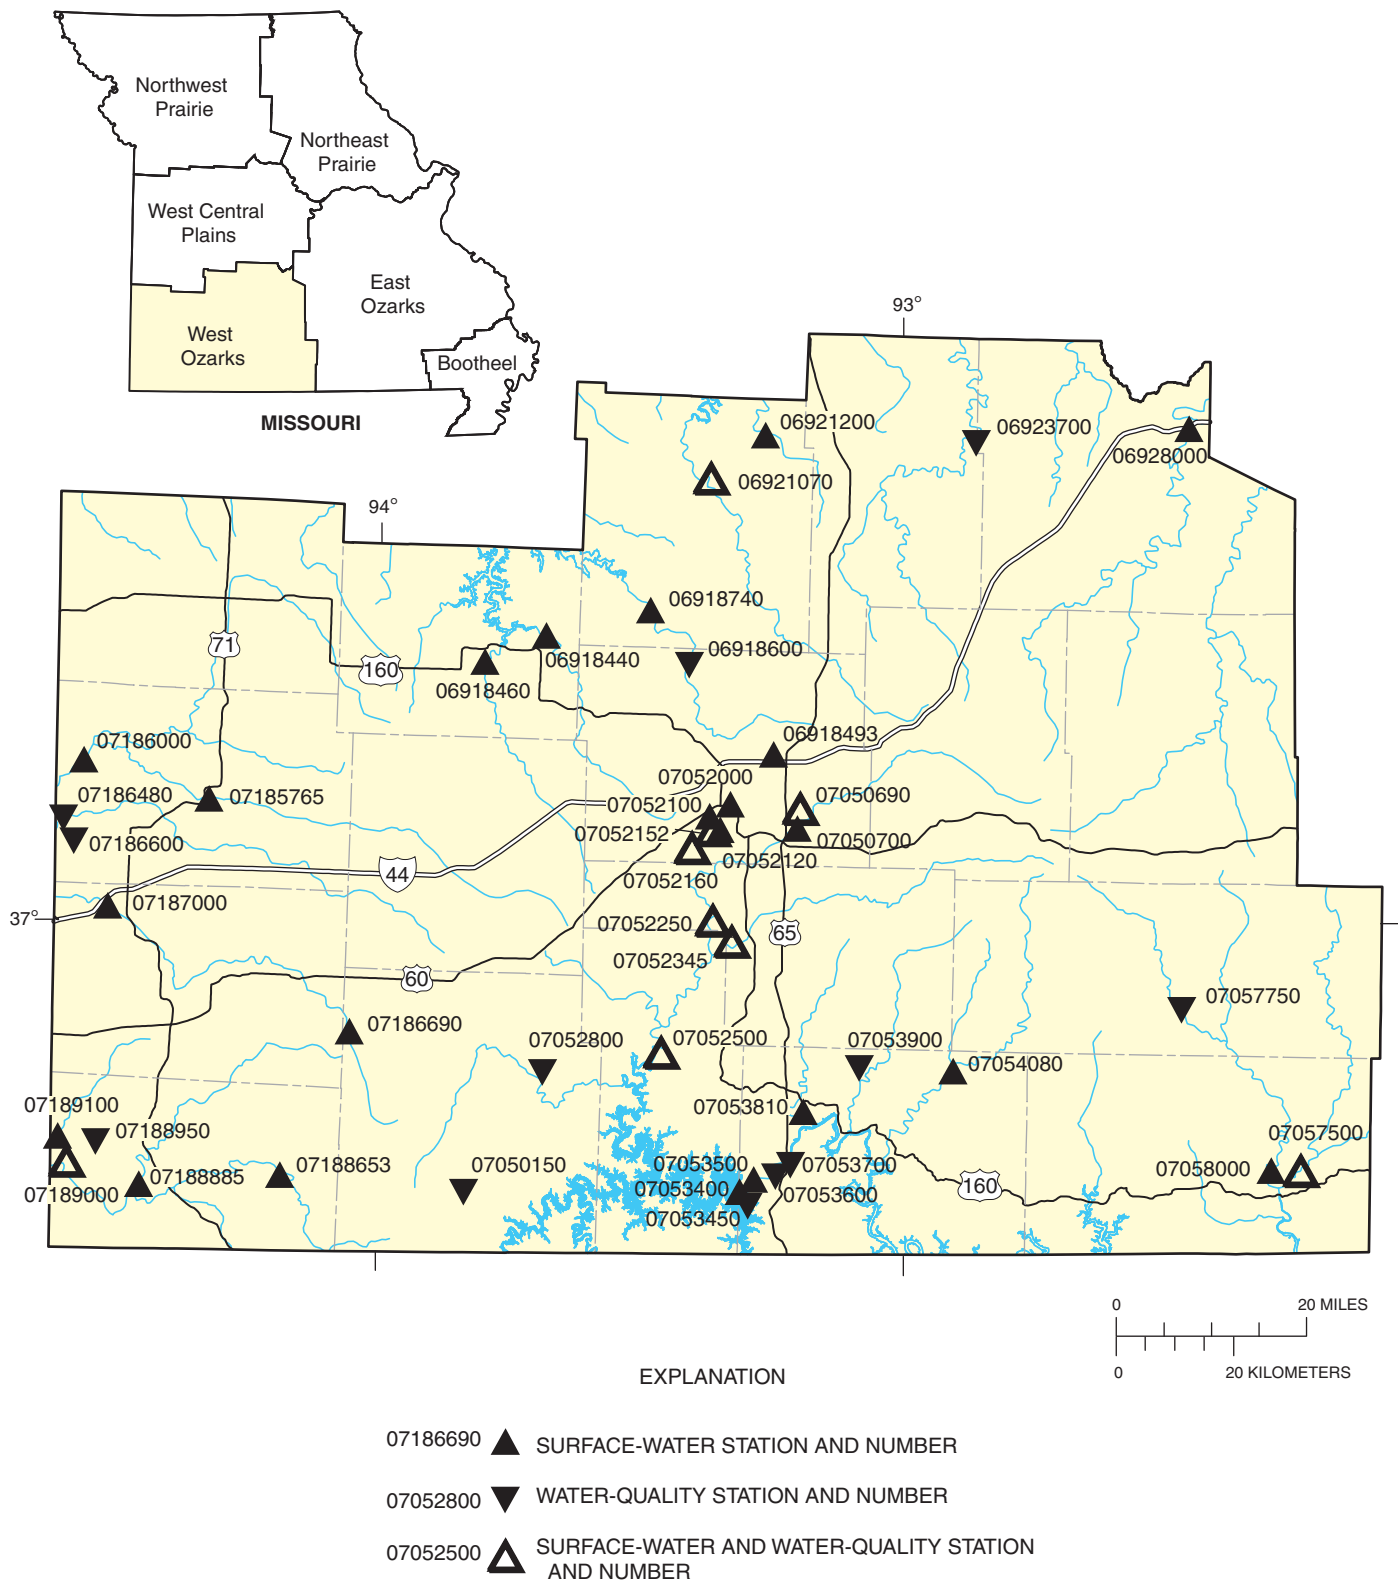 Northwest
Prairie
Northeast
Prairie
West Central
Plains
East
Ozarks
West
Ozarks
Bootheel
MISSOURI
93°
94°
37°
06921200
06923700
06928000
06921070
06918740
06918600
06918440
06918460
71
160
07186000
06918493
07052000
07186480
07185765
07052100
07050690
07052152
07050700
07186600
07052120
07052160
44
07187000
07052250
65
07052345
60
07057750
07186690
07052800
07052500
07053900
07054080
07189100
07053810
07188950
07057500
07053500
07053700
07188653
07050150
07058000
07188885
07053400
160
07189000
07053600
07053450
0 20 MILES
0 20 KILOMETERS
EXPLANATION
07186690 SURFACE-WATER STATION AND NUMBER
07052800 WATER-QUALITY STATION AND NUMBER
07052500 SURFACE-WATER AND WATER-QUALITY STATION
AND NUMBER